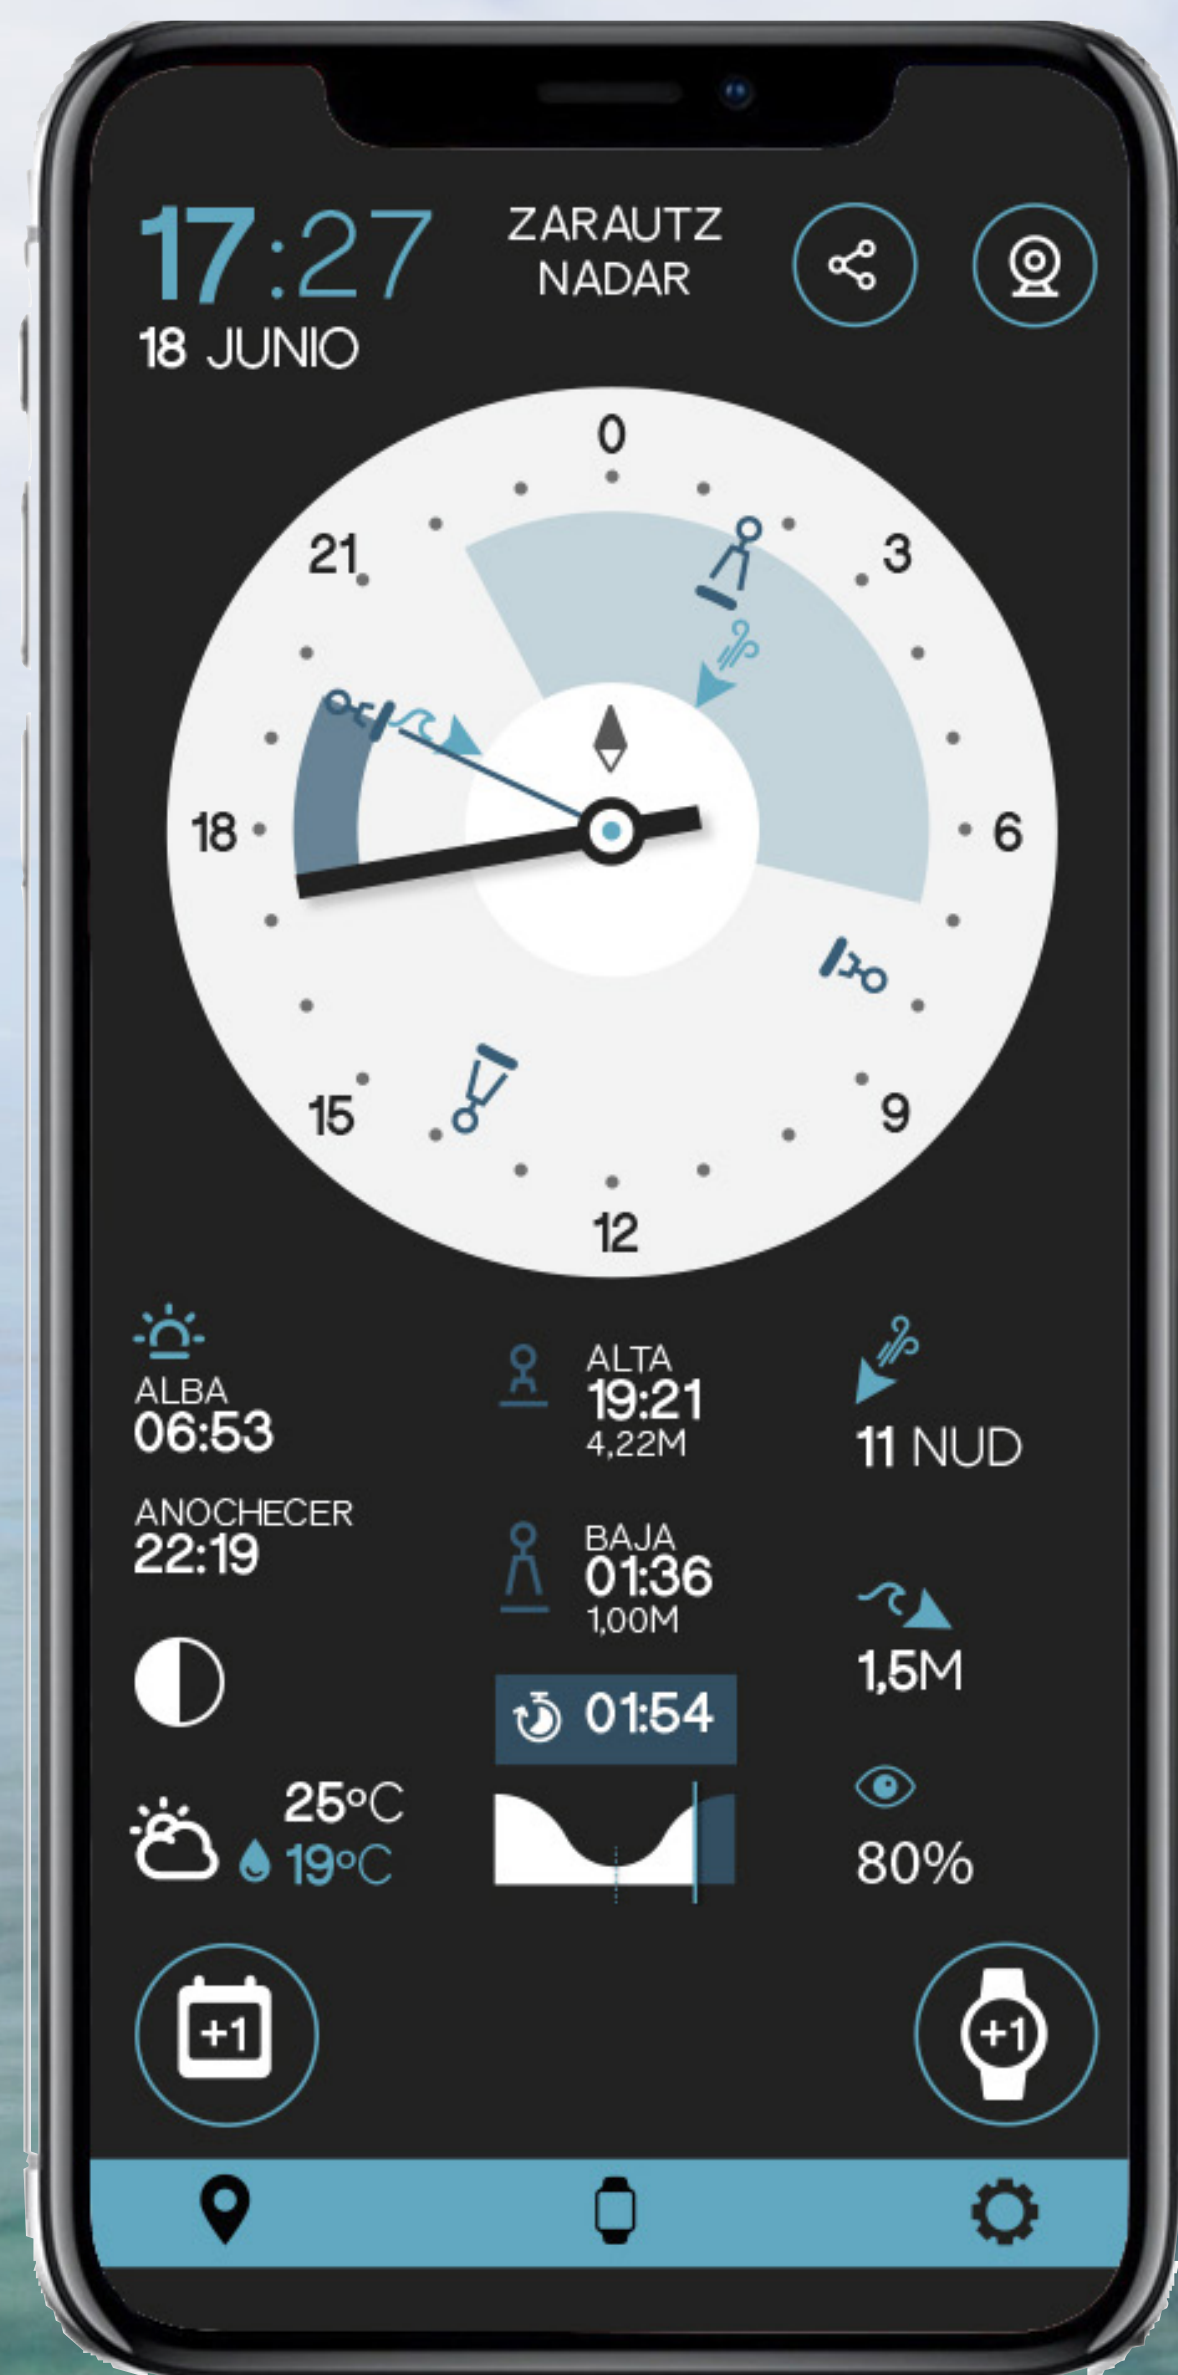 17:27
18 JUNIO
ZARAUTZ
NADAR
0
3
6
9
12
15
18
21
ALBA
06:53
ANOCHECER
22:19
25ºC
19ºC
ALTA
19:21
4,22M
BAJA
01:36
1,00M
01:54
11 NUD
1,5M
80%
+1
+1